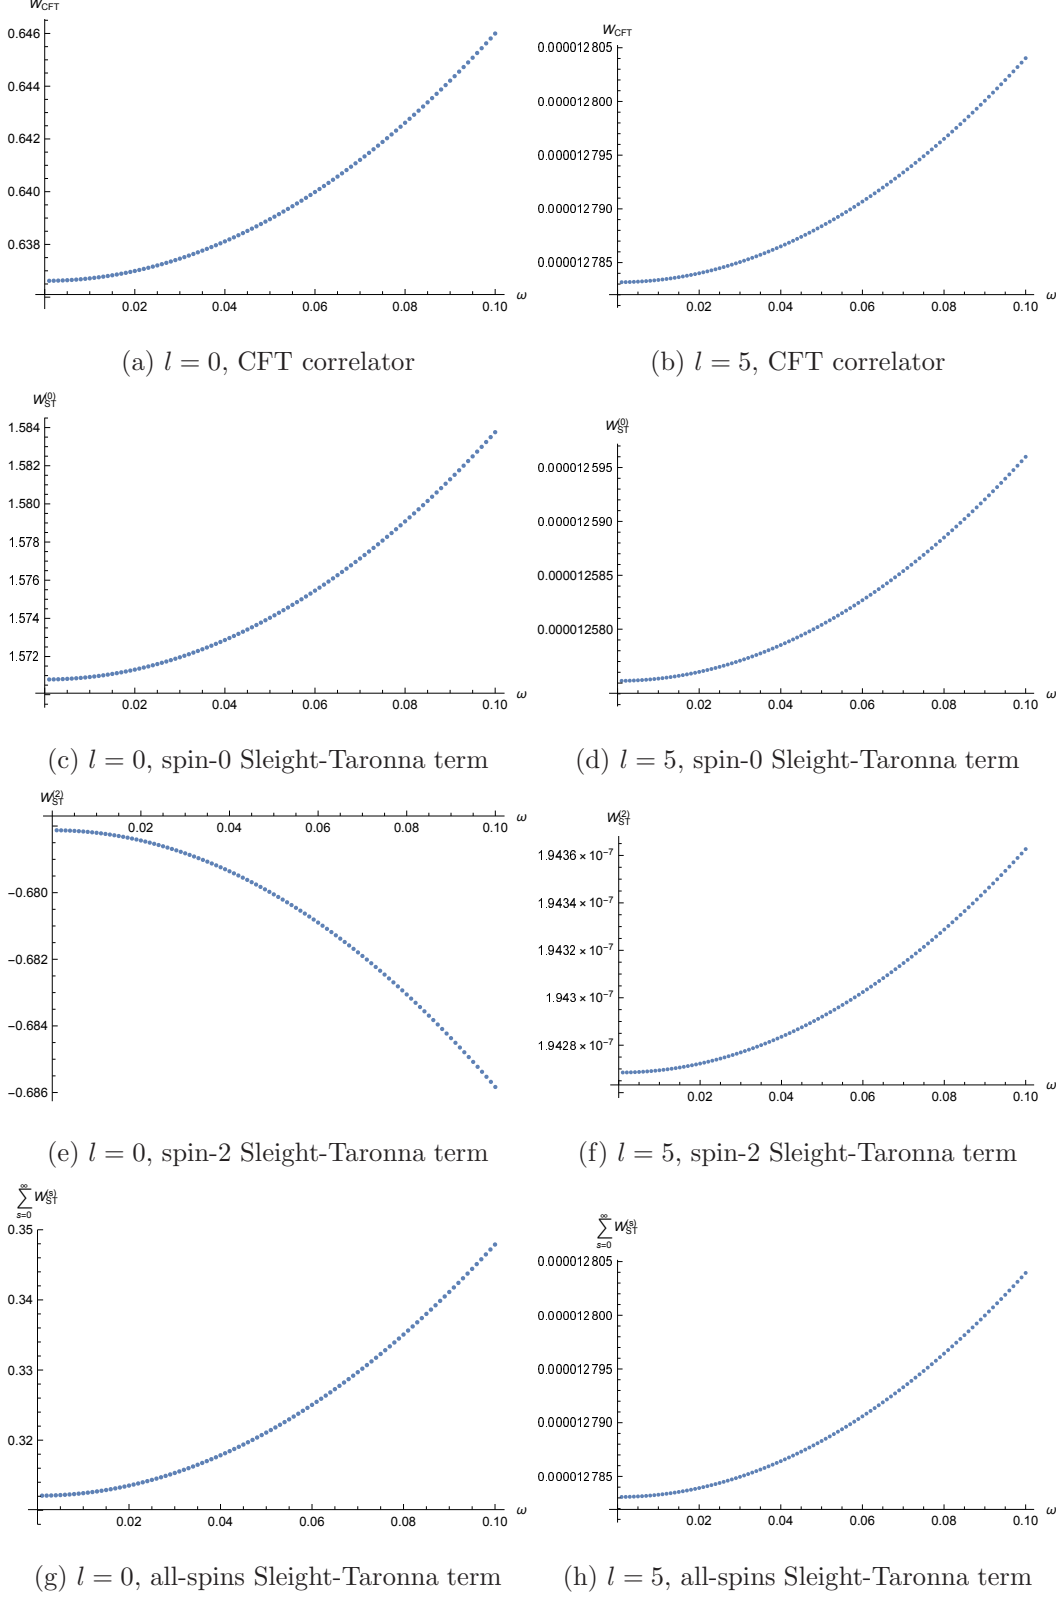 W_CFT
0.646
0.644
0.642
0.640
0.638
0.02 0.04 0.06 0.08 0.10 ω
(a) l = 0, CFT correlator
W_CFT
0.000012805
0.000012800
0.000012795
0.000012790
0.000012785
0.02 0.04 0.06 0.08 0.10 ω
(b) l = 5, CFT correlator
W_ST^(0)
1.584
1.582
1.580
1.578
1.576
1.574
1.572
0.02 0.04 0.06 0.08 0.10 ω
(c) l = 0, spin-0 Sleight-Taronna term
W_ST^(0)
0.000012595
0.000012590
0.000012585
0.000012580
0.02 0.04 0.06 0.08 0.10 ω
(d) l = 5, spin-0 Sleight-Taronna term
W_ST^(2)
0.02 0.04 0.06 0.08 0.10 ω
−0.680
−0.682
−0.684
−0.686
(e) l = 0, spin-2 Sleight-Taronna term
W_ST^(2)
1.9436 × 10^−7
1.9434 × 10^−7
1.9432 × 10^−7
1.943 × 10^−7
1.9428 × 10^−7
0.02 0.04 0.06 0.08 0.10 ω
(f) l = 5, spin-2 Sleight-Taronna term
∑_{s=0}^∞ W_ST^(s)
0.35
0.34
0.33
0.32
0.02 0.04 0.06 0.08 0.10 ω
(g) l = 0, all-spins Sleight-Taronna term
∑_{s=0}^∞ W_ST^(s)
0.000012805
0.000012800
0.000012795
0.000012790
0.000012785
0.02 0.04 0.06 0.08 0.10 ω
(h) l = 5, all-spins Sleight-Taronna term